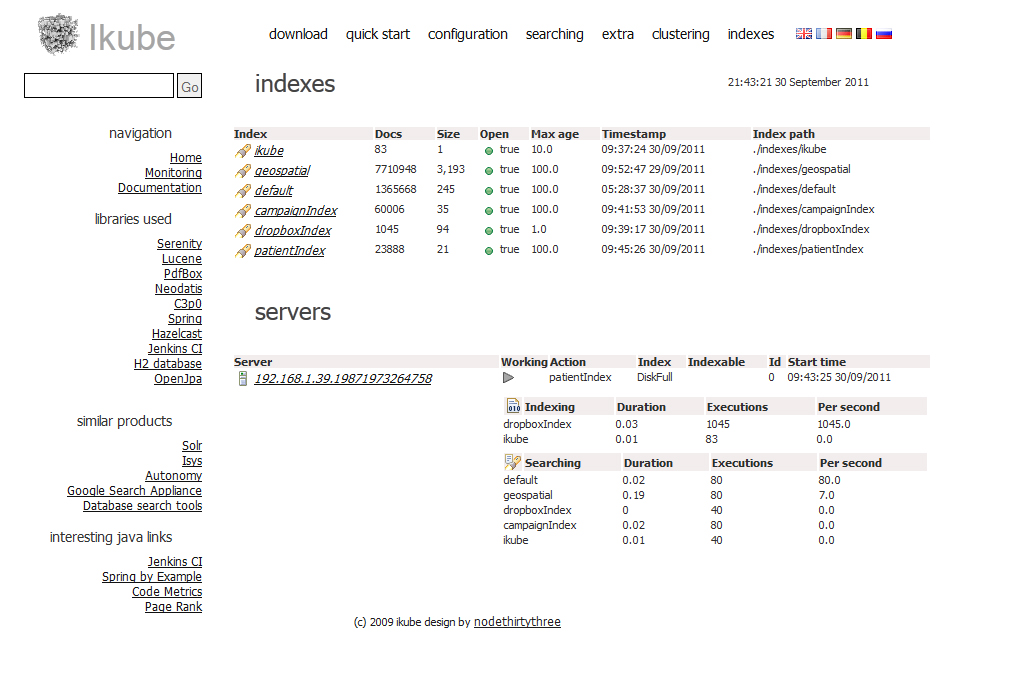 Ikube
download quick start configuration searching extra clustering indexes
Go
indexes
21:43:21 30 September 2011
navigation
Home
Monitoring
Documentation
libraries used
Serenity
Lucene
PdfBox
Neodatis
C3p0
Spring
Hazelcast
Jenkins CI
H2 database
OpenJpa
similar products
Solr
Isys
Autonomy
Google Search Appliance
Database search tools
interesting java links
Jenkins CI
Spring by Example
Code Metrics
Page Rank
Index Docs Size Open Max age Timestamp Index path
ikube 83 1 true 10.0 09:37:24 30/09/2011 ./indexes/ikube
geospatial 7710948 3,193 true 100.0 09:52:47 29/09/2011 ./indexes/geospatial
default 1365668 245 true 100.0 05:28:37 30/09/2011 ./indexes/default
campaignIndex 60006 35 true 100.0 09:41:53 30/09/2011 ./indexes/campaignIndex
dropboxIndex 1045 94 true 1.0 09:39:17 30/09/2011 ./indexes/dropboxIndex
patientIndex 23888 21 true 100.0 09:45:26 30/09/2011 ./indexes/patientIndex
servers
Server Working Action Index Indexable Id Start time
192.168.1.39.19871973264758 patientIndex DiskFull 0 09:43:25 30/09/2011
010 Indexing Duration Executions Per second
dropboxIndex 0.03 1045 1045.0
ikube 0.01 83 0.0
Searching Duration Executions Per second
default 0.02 80 80.0
geospatial 0.19 80 7.0
dropboxIndex 0 40 0.0
campaignIndex 0.02 80 0.0
ikube 0.01 40 0.0
(c) 2009 ikube design by nodethirtythree